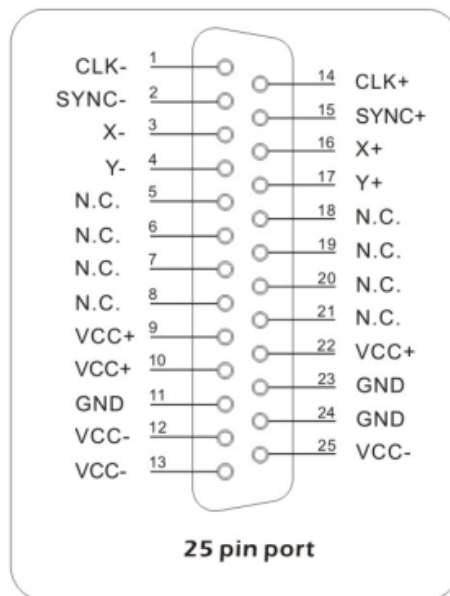 CLK- 1
14 CLK+
SYNC- 2
15 SYNC+
X- 3
16 X+
Y- 4
17 Y+
N.C. 5
18 N.C.
N.C. 6
19 N.C.
N.C. 7
20 N.C.
N.C. 8
21 N.C.
VCC+ 9
22 VCC+
VCC+ 10
23 GND
GND 11
24 GND
VCC- 12
25 VCC-
VCC- 13
25 pin port